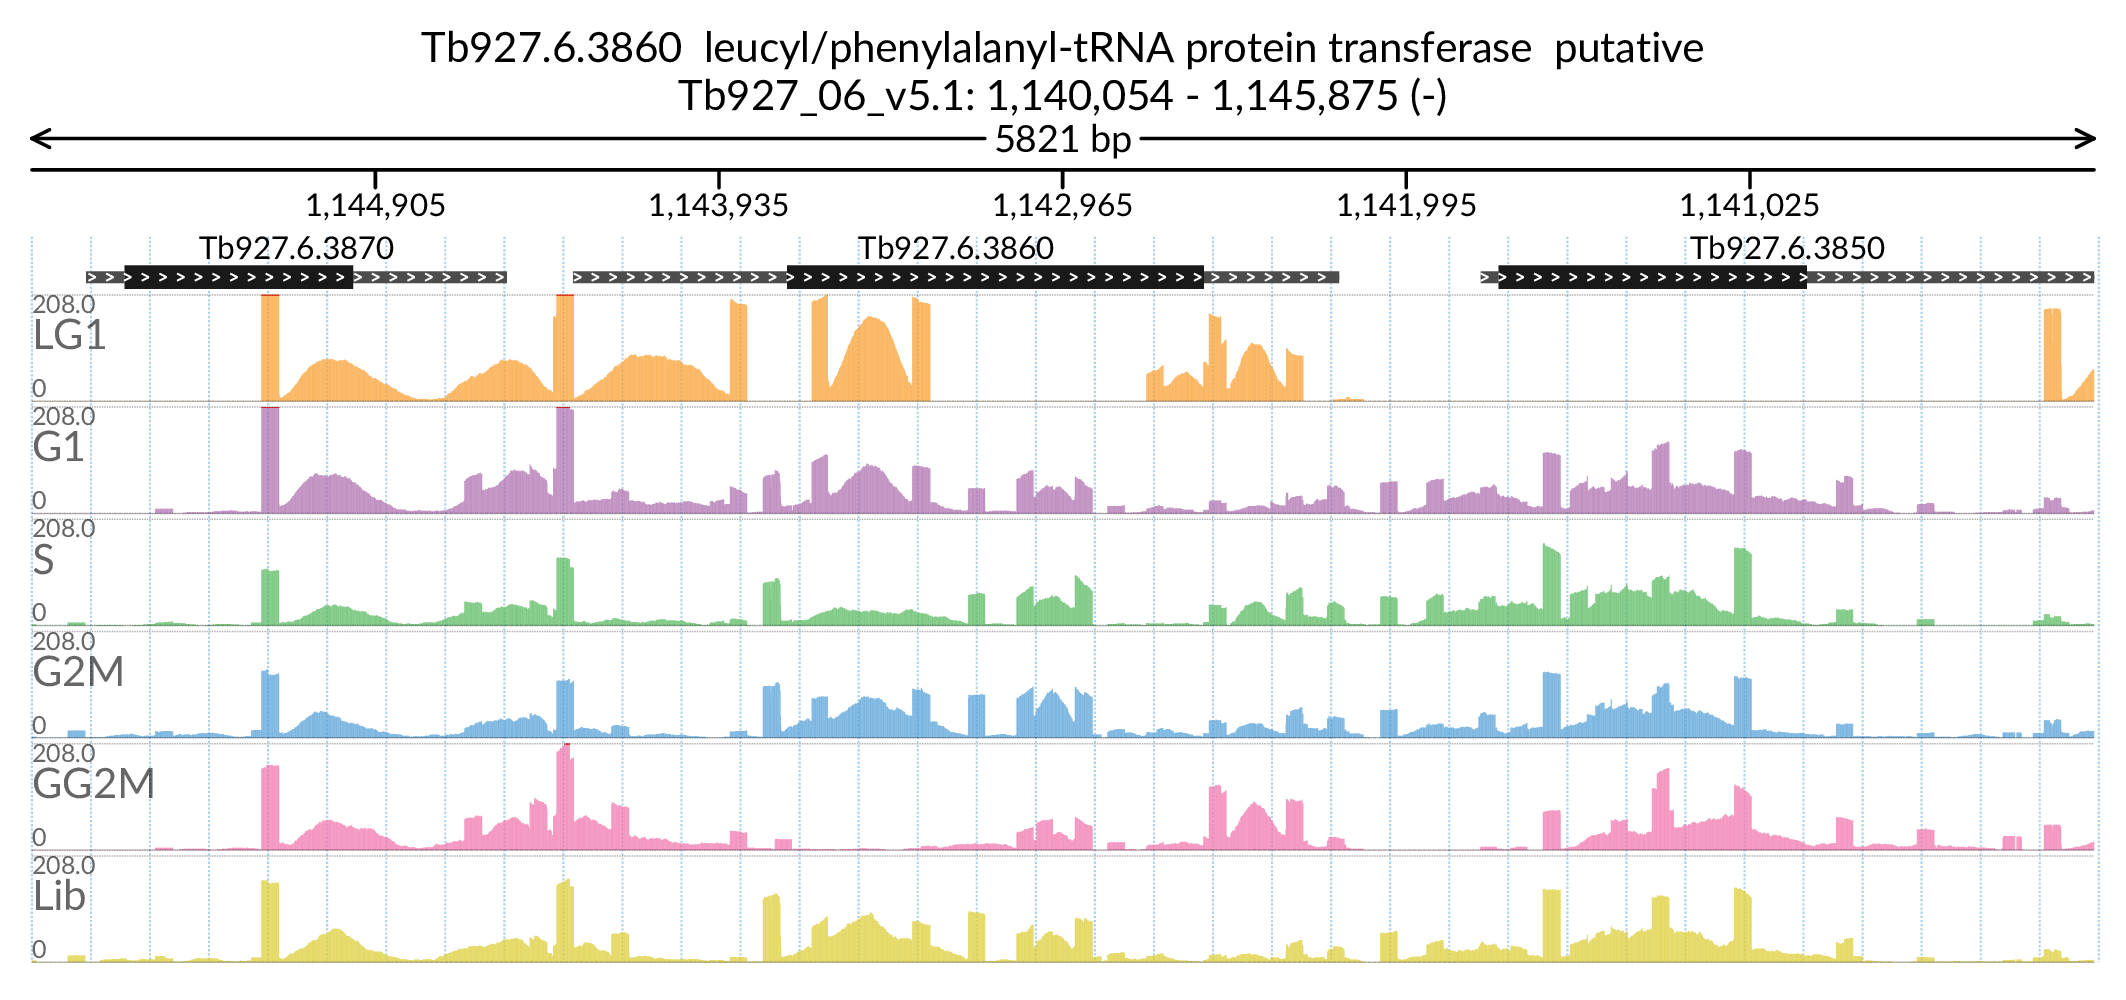 Tb927.6.3860  leucyl/phenylalanyl-tRNA protein transferase  putative
Tb927_06_v5.1: 1,140,054 - 1,145,875 (-)
5821 bp
1,144,905 1,143,935 1,142,965 1,141,995 1,141,025
Tb927.6.3870 Tb927.6.3860 Tb927.6.3850
208.0
LG1
0
208.0
G1
0
208.0
S
0
208.0
G2M
0
208.0
GG2M
0
208.0
Lib
0